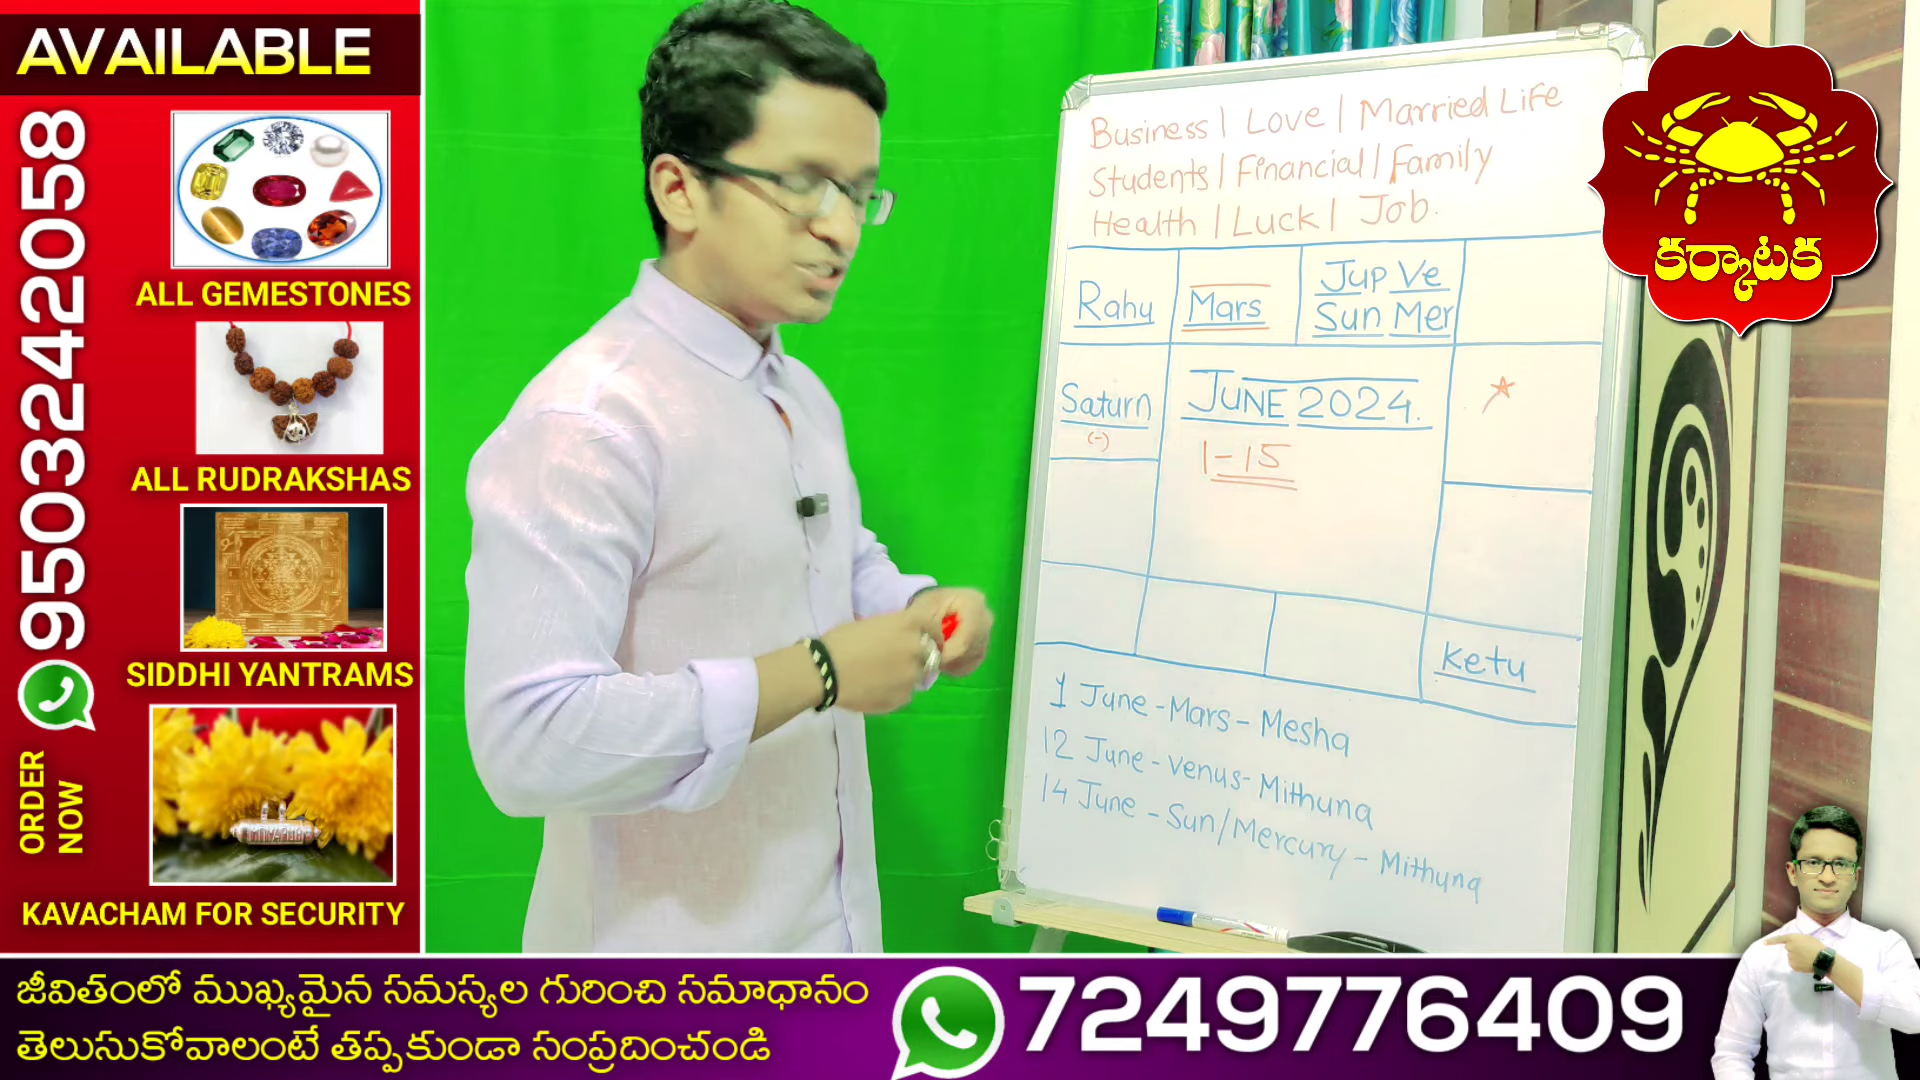 AVAILABLE
9503242058
ORDER
NOW
ALL GEMESTONES
ALL RUDRAKSHAS
SIDDHI YANTRAMS
KAVACHAM FOR SECURITY
Business | Love | Married Life
Students | Financial | Family
Health | Luck | Job.
కర్కాటక
Rahu
Mars
Jup Ve
Sun Mer
Saturn
(-)
JUNE 2024.
1-15
Ketu
1 June - Mars - Mesha
12 June - Venus - Mithuna
14 June - Sun/Mercury - Mithuna
జీవితంలో ముఖ్యమైన సమస్యల గురించి సమాధానం
తెలుసుకోవాలంటే తప్పకుండా సంప్రదించండి
7249776409